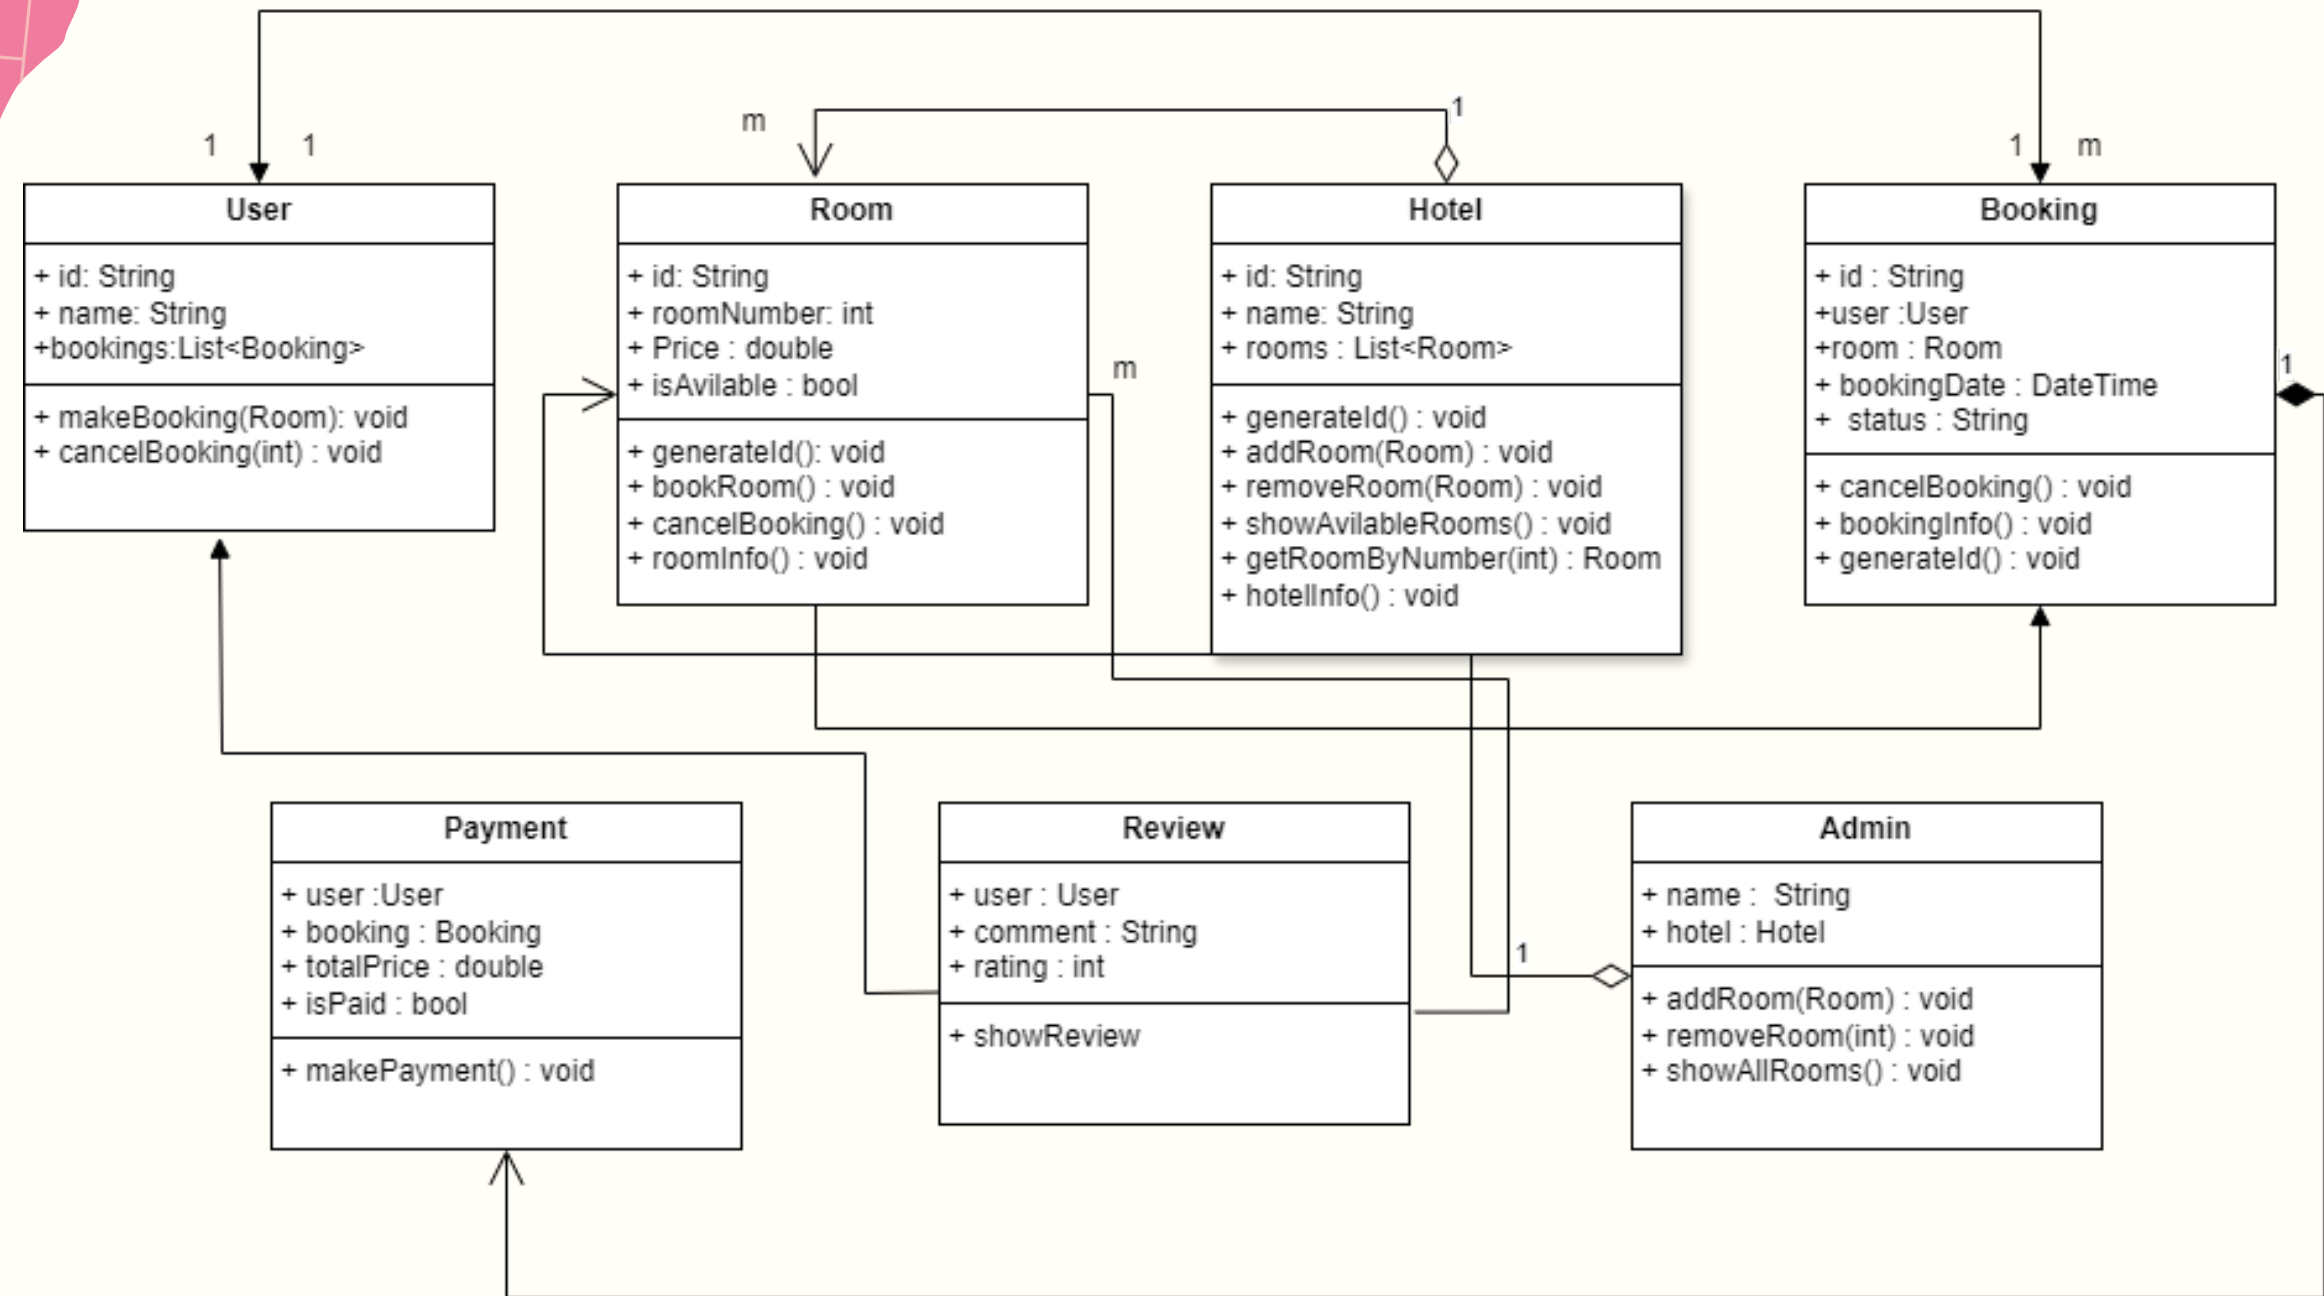 1 1
m
1
1 m
User
+ id: String
+ name: String
+bookings:List<Booking>
+ makeBooking(Room): void
+ cancelBooking(int) : void
Room
+ id: String
+ roomNumber: int
+ Price : double
+ isAvilable : bool
+ generateId(): void
+ bookRoom() : void
+ cancelBooking() : void
+ roomInfo() : void
m
Hotel
+ id: String
+ name: String
+ rooms : List<Room>
+ generateId() : void
+ addRoom(Room) : void
+ removeRoom(Room) : void
+ showAvilableRooms() : void
+ getRoomByNumber(int) : Room
+ hotelInfo() : void
Booking
+ id : String
+user :User
+room : Room
+ bookingDate : DateTime
+ status : String
+ cancelBooking() : void
+ bookingInfo() : void
+ generateId() : void
1
Payment
+ user :User
+ booking : Booking
+ totalPrice : double
+ isPaid : bool
+ makePayment() : void
Review
+ user : User
+ comment : String
+ rating : int
+ showReview
1
Admin
+ name : String
+ hotel : Hotel
+ addRoom(Room) : void
+ removeRoom(int) : void
+ showAllRooms() : void